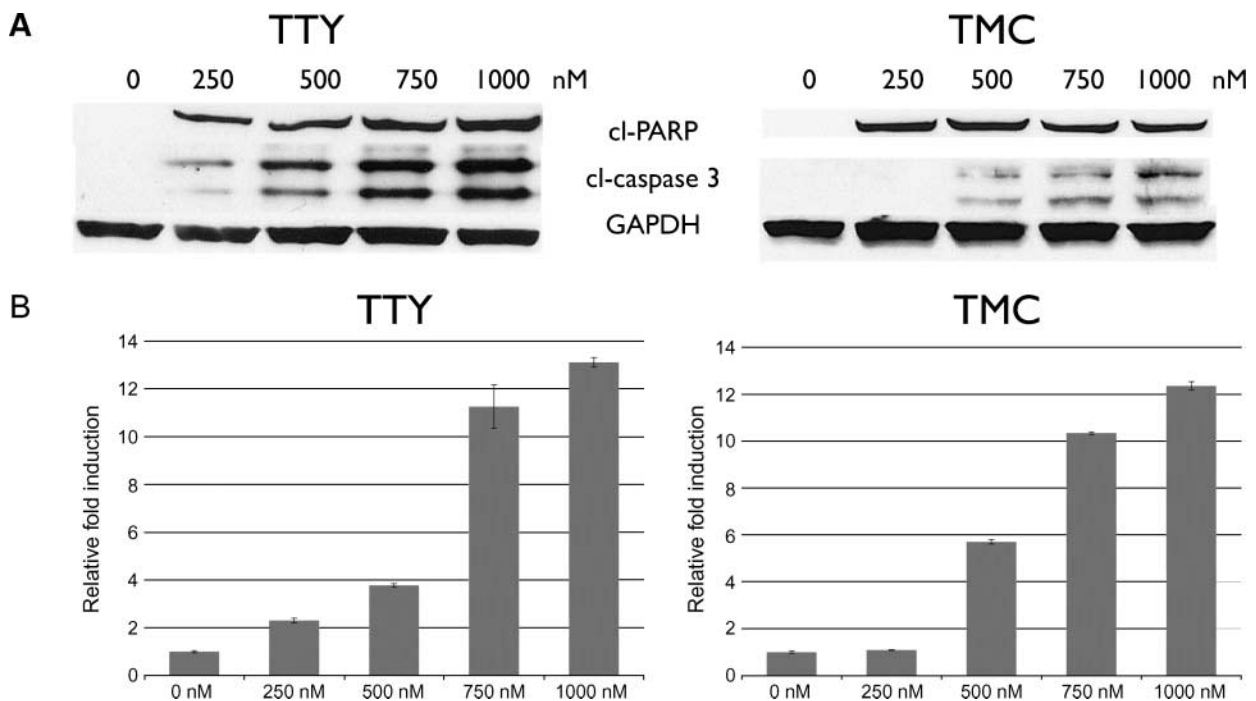 A
TTY
TMC
0 250 500 750 1000 nM
0 250 500 750 1000 nM
cl-PARP
cl-caspase 3
GAPDH
B
TTY
TMC
Relative fold induction
14
12
10
8
6
4
2
0
0 nM 250 nM 500 nM 750 nM 1000 nM
Relative fold induction
14
12
10
8
6
4
2
0
0 nM 250 nM 500 nM 750 nM 1000 nM